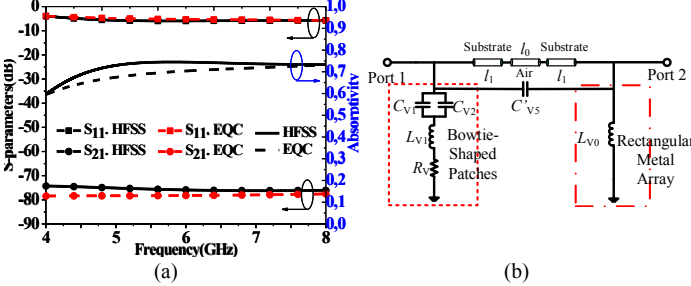 0
-10
-20
-30
-40
-50
-60
-70
-80
-90
S-parameters(dB)
1,0
0,9
0,8
0,7
0,6
0,5
0,4
0,3
0,2
0,1
0,0
Absorptivity
S11. HFSS
S11. EQC
HFSS
S21. HFSS
S21. EQC
EQC
4
5
6
7
8
Frequency(GHz)
(a)
Substrate
l0
Substrate
Port 1
l1
Air
l1
Port 2
CV1
CV2
C'V5
LV1
Bowtie-
Shaped
Patches
RV
LV0
Rectangular
Metal
Array
(b)